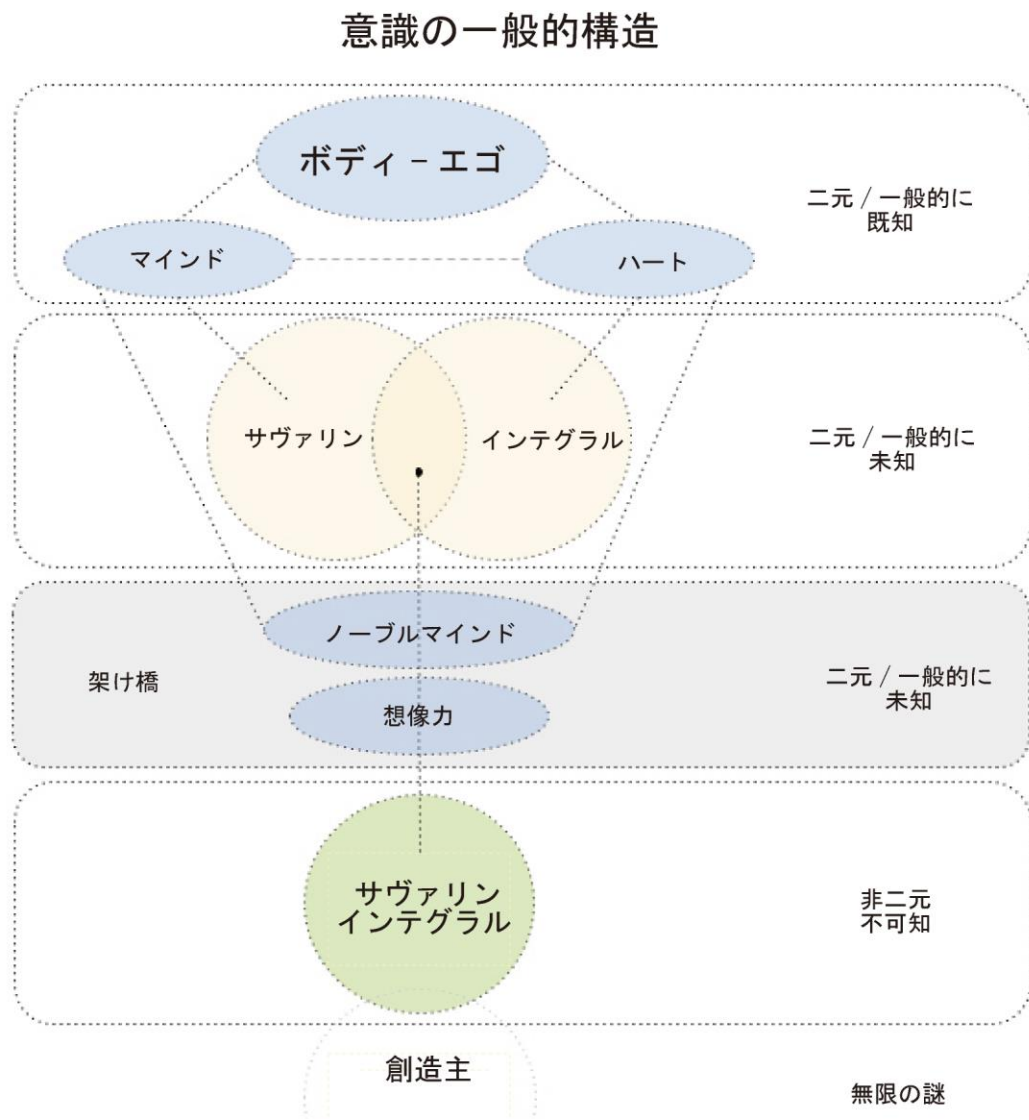 意識の一般的構造
ボディ – エゴ
マインド
ハート
二元 / 一般的に
既知
サヴァリン
インテグラル
二元 / 一般的に
未知
架け橋
ノーブルマインド
想像力
二元 / 一般的に
未知
サヴァリン
インテグラル
非二元
不可知
創造主
無限の謎